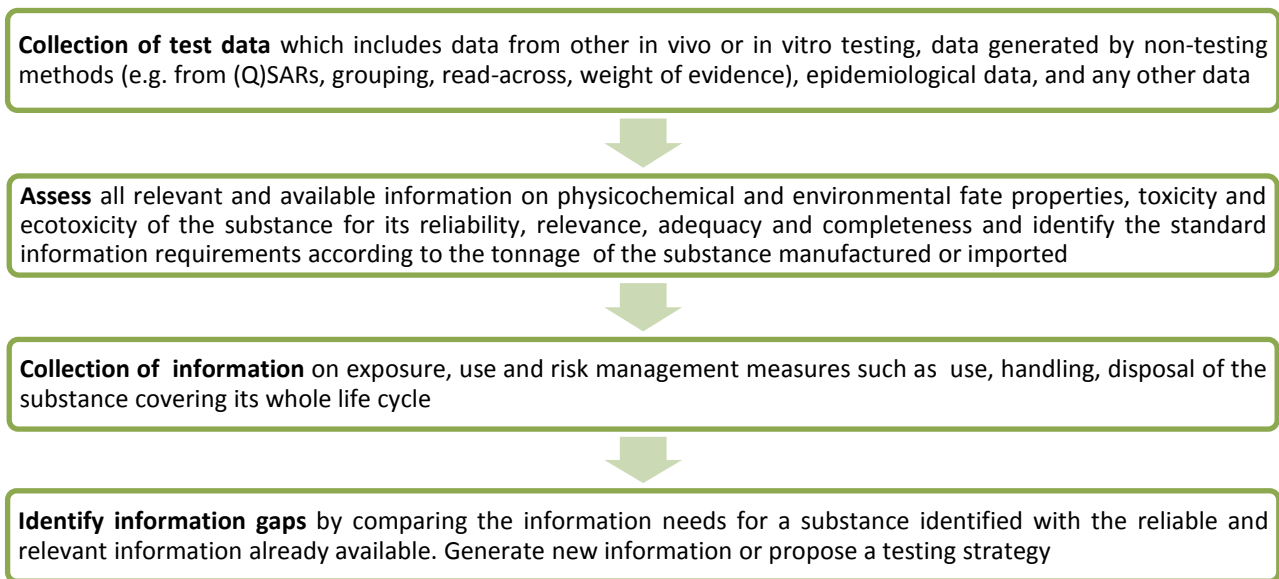 Collection of test data which includes data from other in vivo or in vitro testing, data generated by non-testing
methods (e.g. from (Q)SARs, grouping, read-across, weight of evidence), epidemiological data, and any other data
Assess all relevant and available information on physicochemical and environmental fate properties, toxicity and
ecotoxicity of the substance for its reliability, relevance, adequacy and completeness and identify the standard
information requirements according to the tonnage of the substance manufactured or imported
Collection of information on exposure, use and risk management measures such as use, handling, disposal of the
substance covering its whole life cycle
Identify information gaps by comparing the information needs for a substance identified with the reliable and
relevant information already available. Generate new information or propose a testing strategy